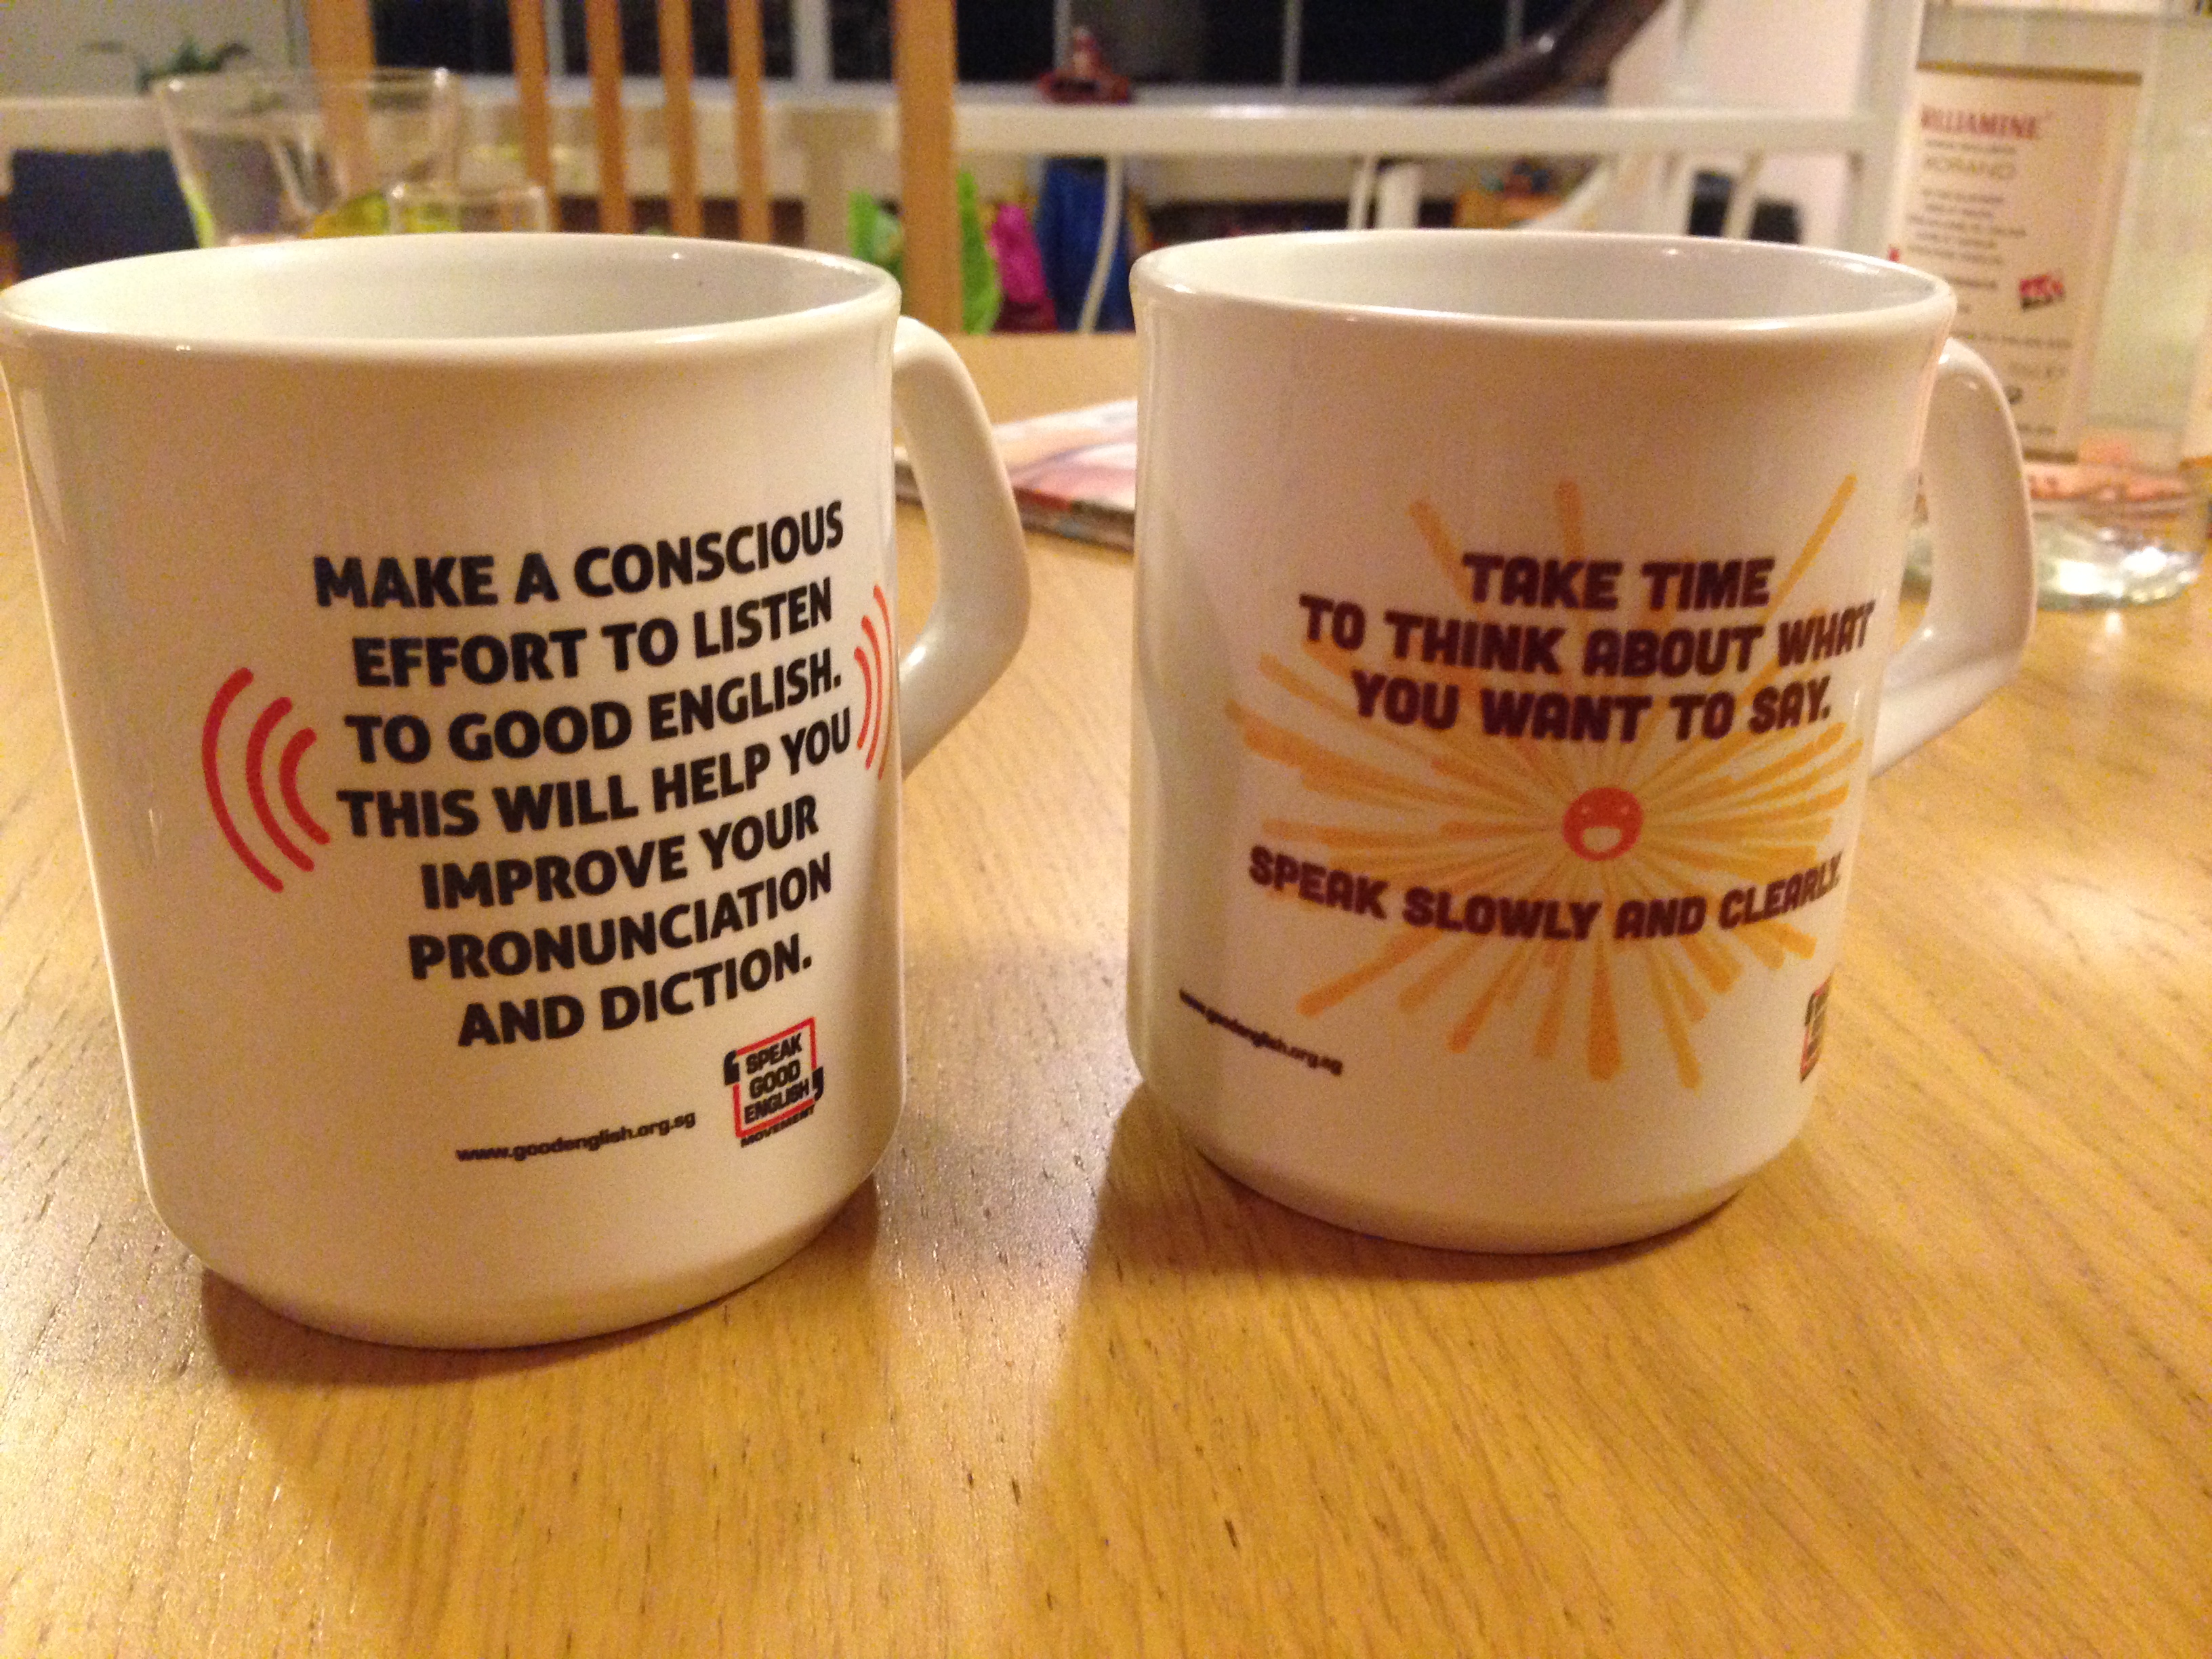 MAKE A CONSCIOUS
EFFORT TO LISTEN
TO GOOD ENGLISH.
THIS WILL HELP YOU
IMPROVE YOUR
PRONUNCIATION
AND DICTION.
SPEAK
GOOD
ENGLISH
MOVEMENT
www.goodenglish.org.sg
TAKE TIME
TO THINK ABOUT WHAT
YOU WANT TO SAY.
SPEAK SLOWLY AND CLEARLY.
www.goodenglish.org.sg
WILLIAMINE
MORAND